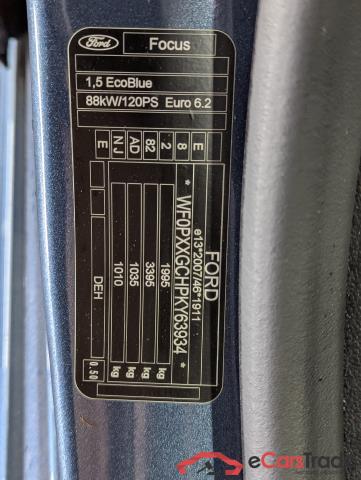 Ford Focus
1,5 EcoBlue
88kW/120PS Euro 6.2
FORD
e13*2007/46*1911
* WF0PXXGCHPKY63934 *
1995 kg
3395 kg
1035 kg
1010 kg
E 8 2 82 AD NJ E
DEH 0.50
eCarsTrade